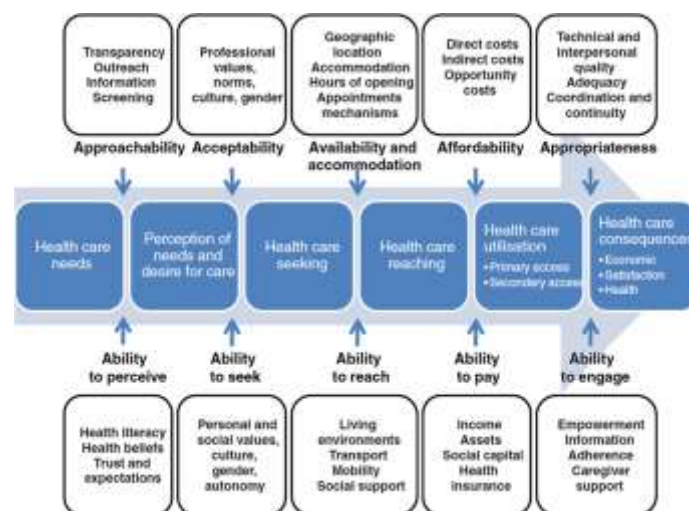 Transparency
Outreach
Information
Screening
Professional
values,
norms,
culture, gender
Geographic
location
Accommodation
Hours of opening
Appointments
mechanisms
Direct costs
Indirect costs
Opportunity
costs
Technical and
interpersonal
quality
Adequacy
Coordination and
continuity
Approachability
Acceptability
Availability and
accommodation
Affordability
Appropriateness
Health care
needs
Perception of
needs and
desire for care
Health care
seeking
Health care
reaching
Health care
utilisation
•Primary access
•Secondary access
Health care
consequences
•Economic
•Satisfaction
•Health
Ability
to perceive
Ability
to seek
Ability
to reach
Ability
to pay
Ability
to engage
Health literacy
Health beliefs
Trust and
expectations
Personal and
social values,
culture,
gender,
autonomy
Living
environments
Transport
Mobility
Social support
Income
Assets
Social capital
Health
insurance
Empowerment
Information
Adherence
Caregiver
support